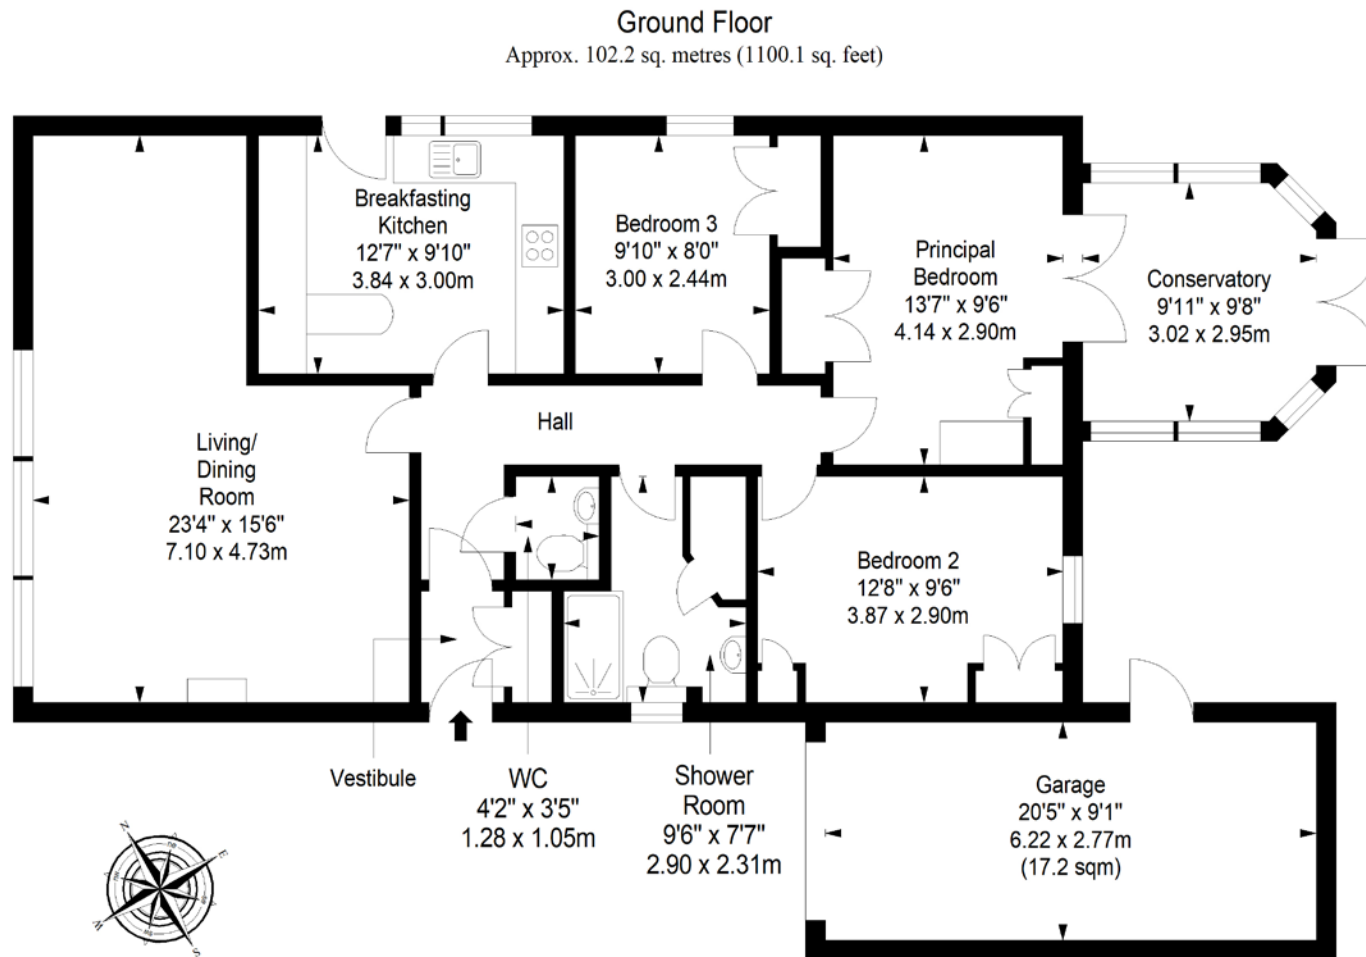 Ground Floor
Approx. 102.2 sq. metres (1100.1 sq. feet)
Breakfasting
Kitchen
12'7" x 9'10"
3.84 x 3.00m
Bedroom 3
9'10" x 8'0"
3.00 x 2.44m
Principal
Bedroom
13'7" x 9'6"
4.14 x 2.90m
Conservatory
9'11" x 9'8"
3.02 x 2.95m
Living/
Dining
Room
23'4" x 15'6"
7.10 x 4.73m
Hall
Bedroom 2
12'8" x 9'6"
3.87 x 2.90m
Vestibule
WC
4'2" x 3'5"
1.28 x 1.05m
Shower
Room
9'6" x 7'7"
2.90 x 2.31m
Garage
20'5" x 9'1"
6.22 x 2.77m
(17.2 sqm)
N
E
W
S